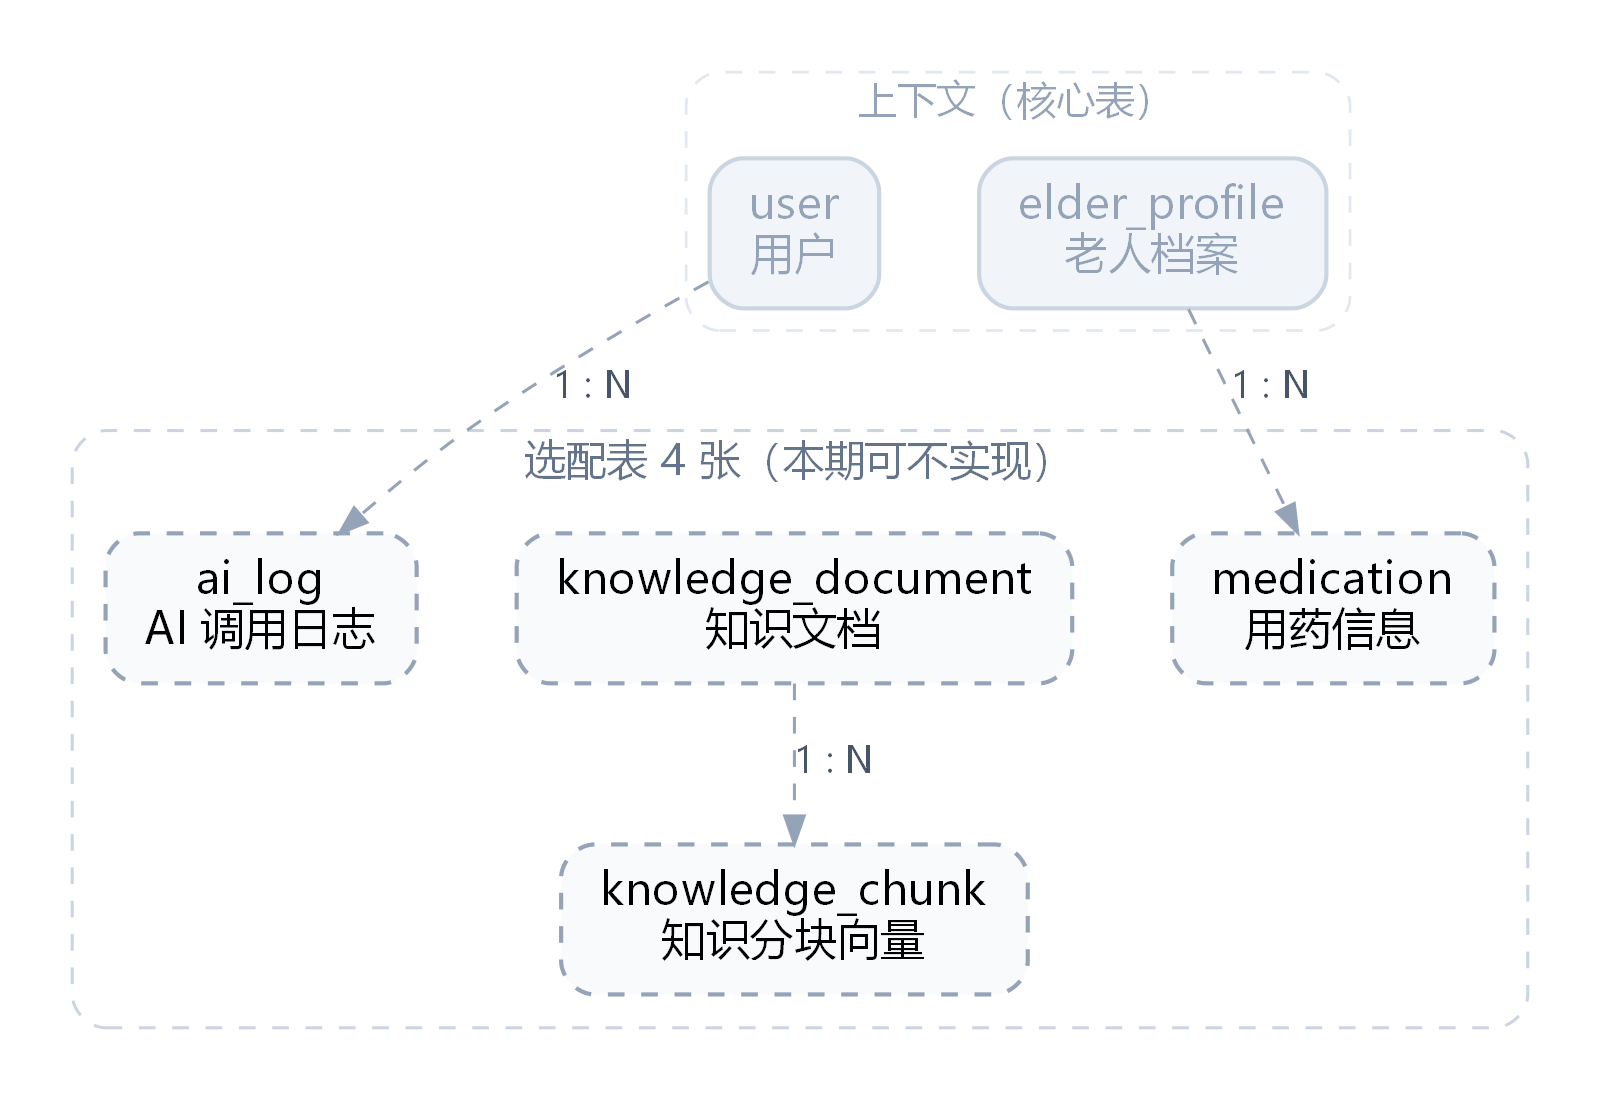 上下文（核心表）
user
用户
elder_profile
老人档案
1 : N
1 : N
选配表 4 张（本期可不实现）
ai_log
AI 调用日志
knowledge_document
知识文档
medication
用药信息
1 : N
knowledge_chunk
知识分块向量